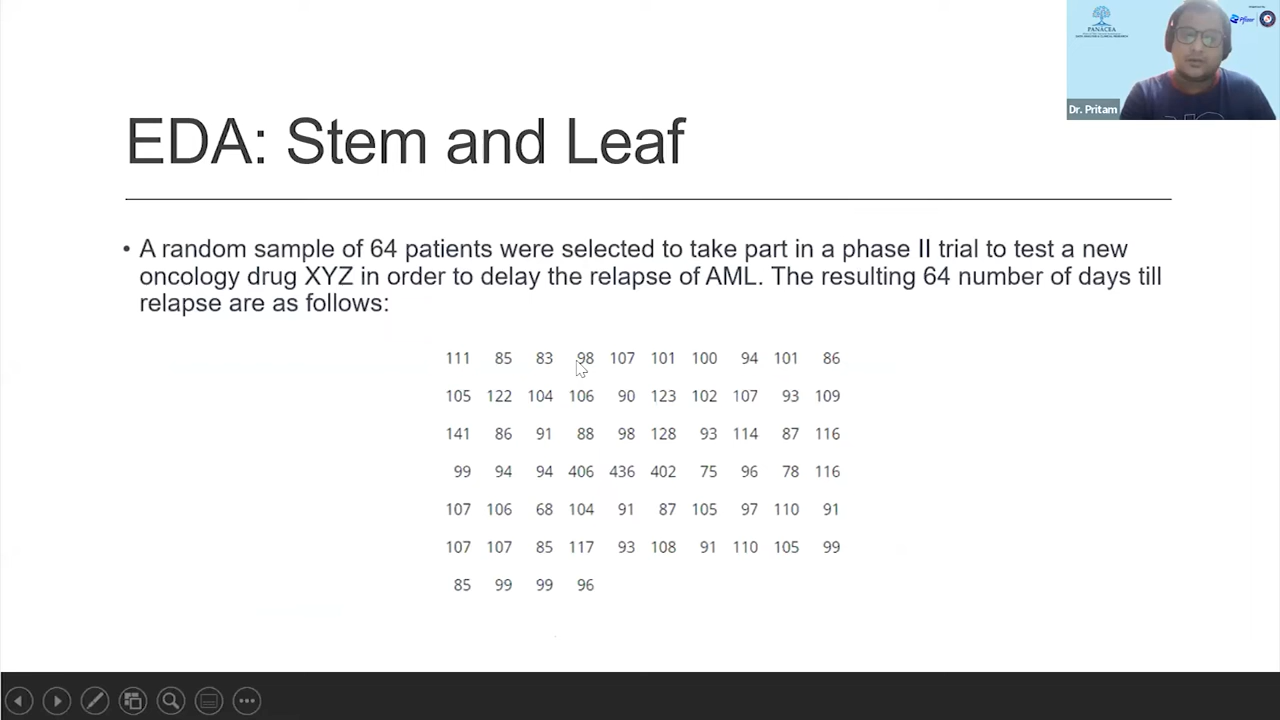 PANACEA
Pfizer
Dr. Pritam
EDA: Stem and Leaf
• A random sample of 64 patients were selected to take part in a phase II trial to test a new
oncology drug XYZ in order to delay the relapse of AML. The resulting 64 number of days till
relapse are as follows:
111 85 83 98 107 101 100 94 101 86
105 122 104 106 90 123 102 107 93 109
141 86 91 88 98 128 93 114 87 116
99 94 94 406 436 402 75 96 78 116
107 106 68 104 91 87 105 97 110 91
107 107 85 117 93 108 91 110 105 99
85 99 99 96